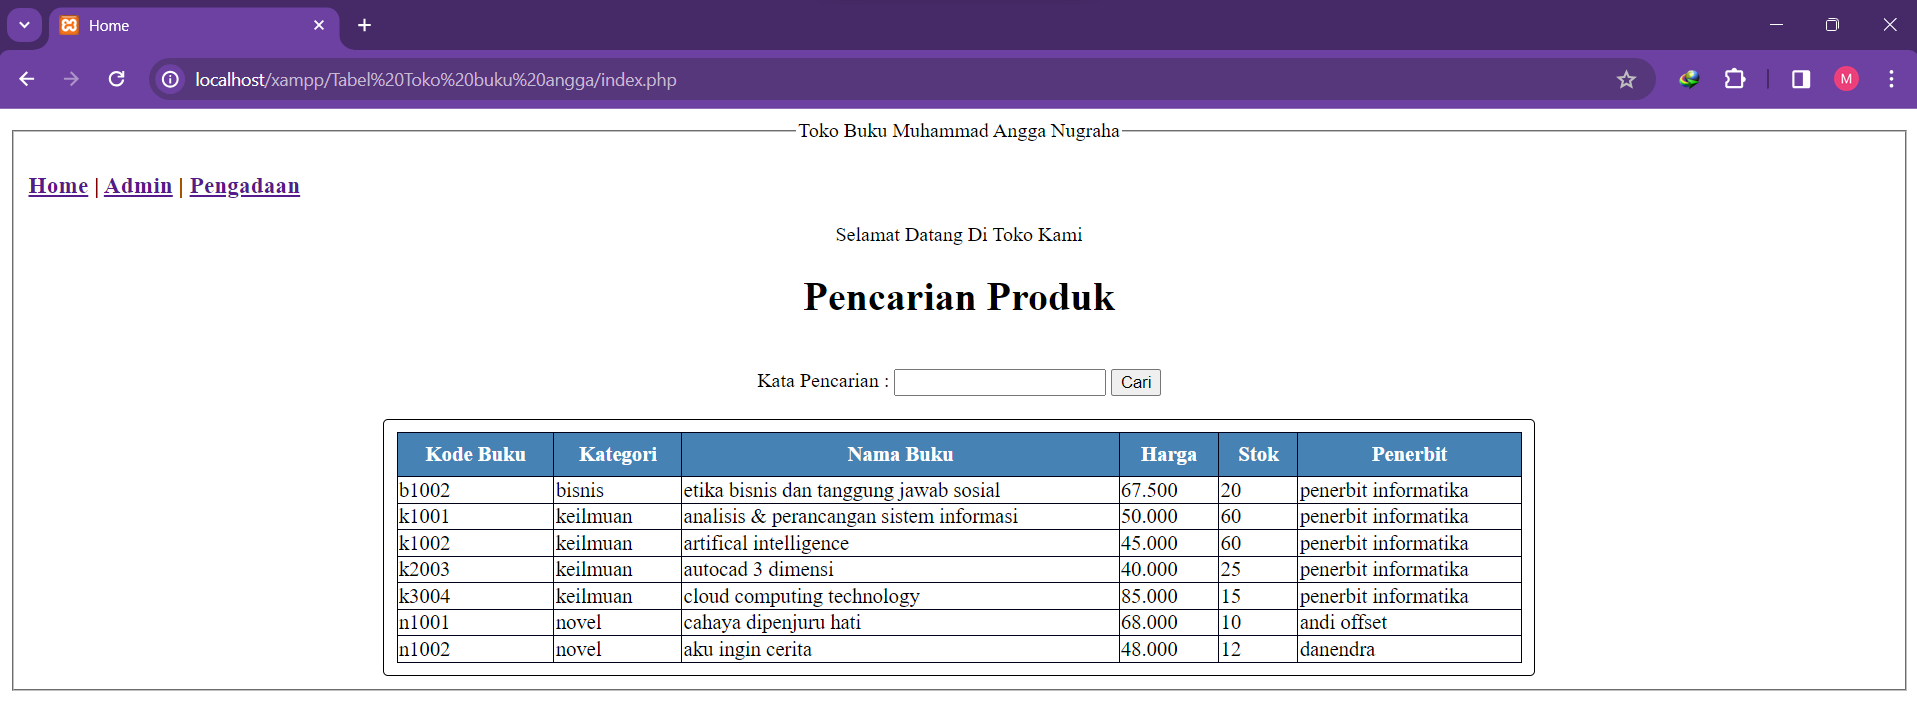 Home
localhost/xampp/Tabel%20Toko%20buku%20angga/index.php
M
Toko Buku Muhammad Angga Nugraha
Home | Admin | Pengadaan
Selamat Datang Di Toko Kami
Pencarian Produk
Kata Pencarian : Cari
Kode Buku Kategori Nama Buku Harga Stok Penerbit
b1002 bisnis etika bisnis dan tanggung jawab sosial 67.500 20 penerbit informatika
k1001 keilmuan analisis & perancangan sistem informasi 50.000 60 penerbit informatika
k1002 keilmuan artifical intelligence 45.000 60 penerbit informatika
k2003 keilmuan autocad 3 dimensi 40.000 25 penerbit informatika
k3004 keilmuan cloud computing technology 85.000 15 penerbit informatika
n1001 novel cahaya dipenjuru hati 68.000 10 andi offset
n1002 novel aku ingin cerita 48.000 12 danendra